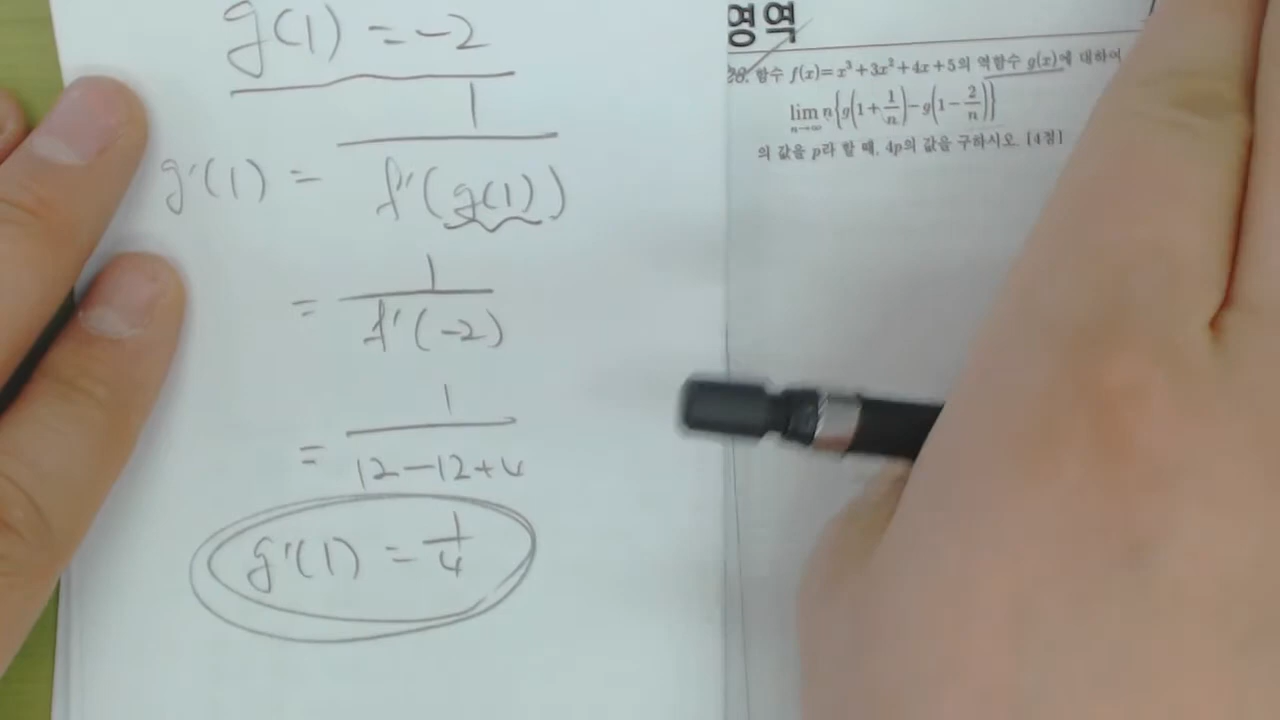 g(1) = -2
g'(1) = 1 / f'(g(1))
= 1 / f'(-2)
= 1 / 12-12+4
g'(1) = 1/4
영역
28. 함수 f(x)=x³+3x²+4x+5의 역함수 g(x)에 대하여
lim n→∞ n{g(1+1/n)-g(1-2/n)}
의 값을 p라 할 때, 4p의 값을 구하시오. [4점]